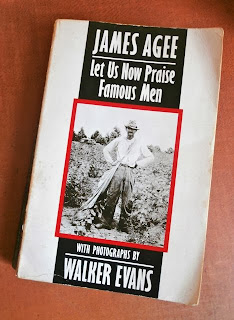 JAMES AGEE
Let Us Now Praise
Famous Men
WITH PHOTOGRAPHS BY
WALKER EVANS